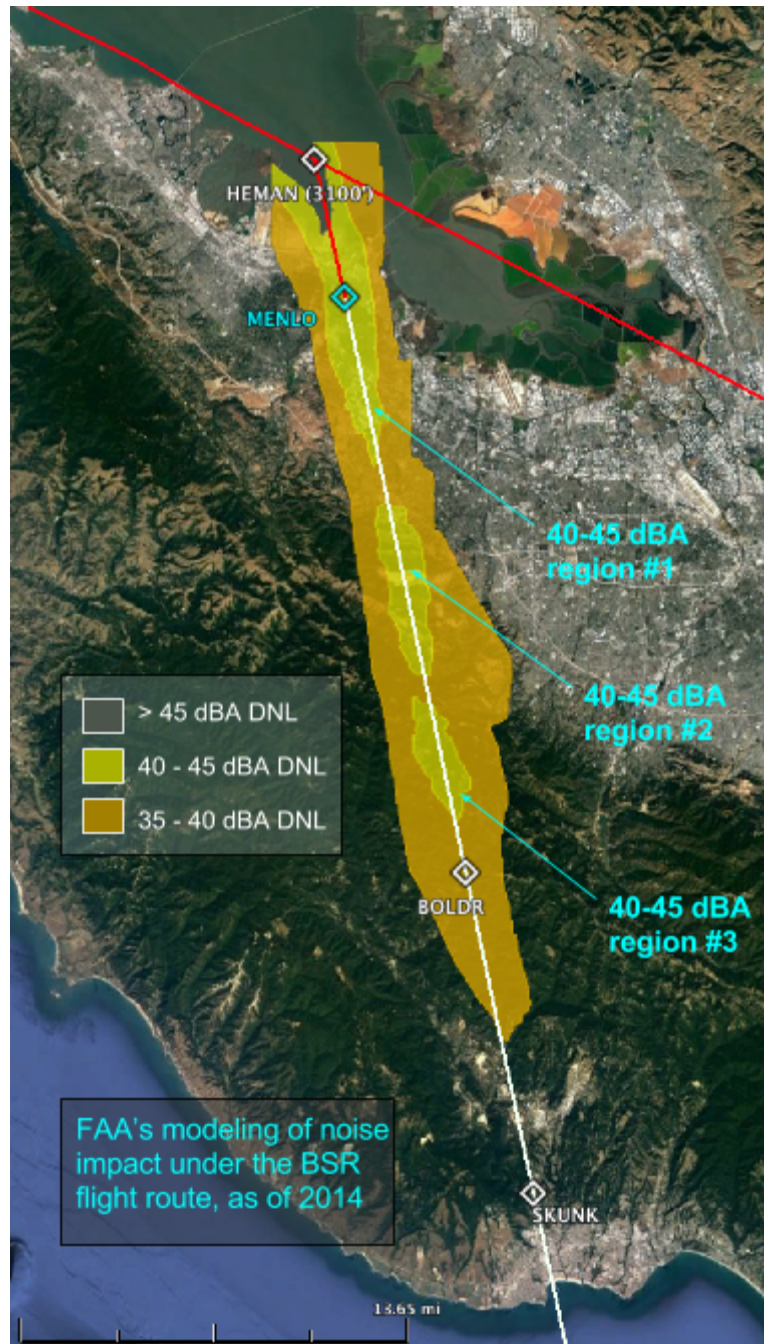 HEMAN (3100')
MENLO
40-45 dBA
region #1
40-45 dBA
region #2
> 45 dBA DNL
40 - 45 dBA DNL
35 - 40 dBA DNL
BOLDR
40-45 dBA
region #3
FAA's modeling of noise
impact under the BSR
flight route, as of 2014
SKUNK
13.65 mi